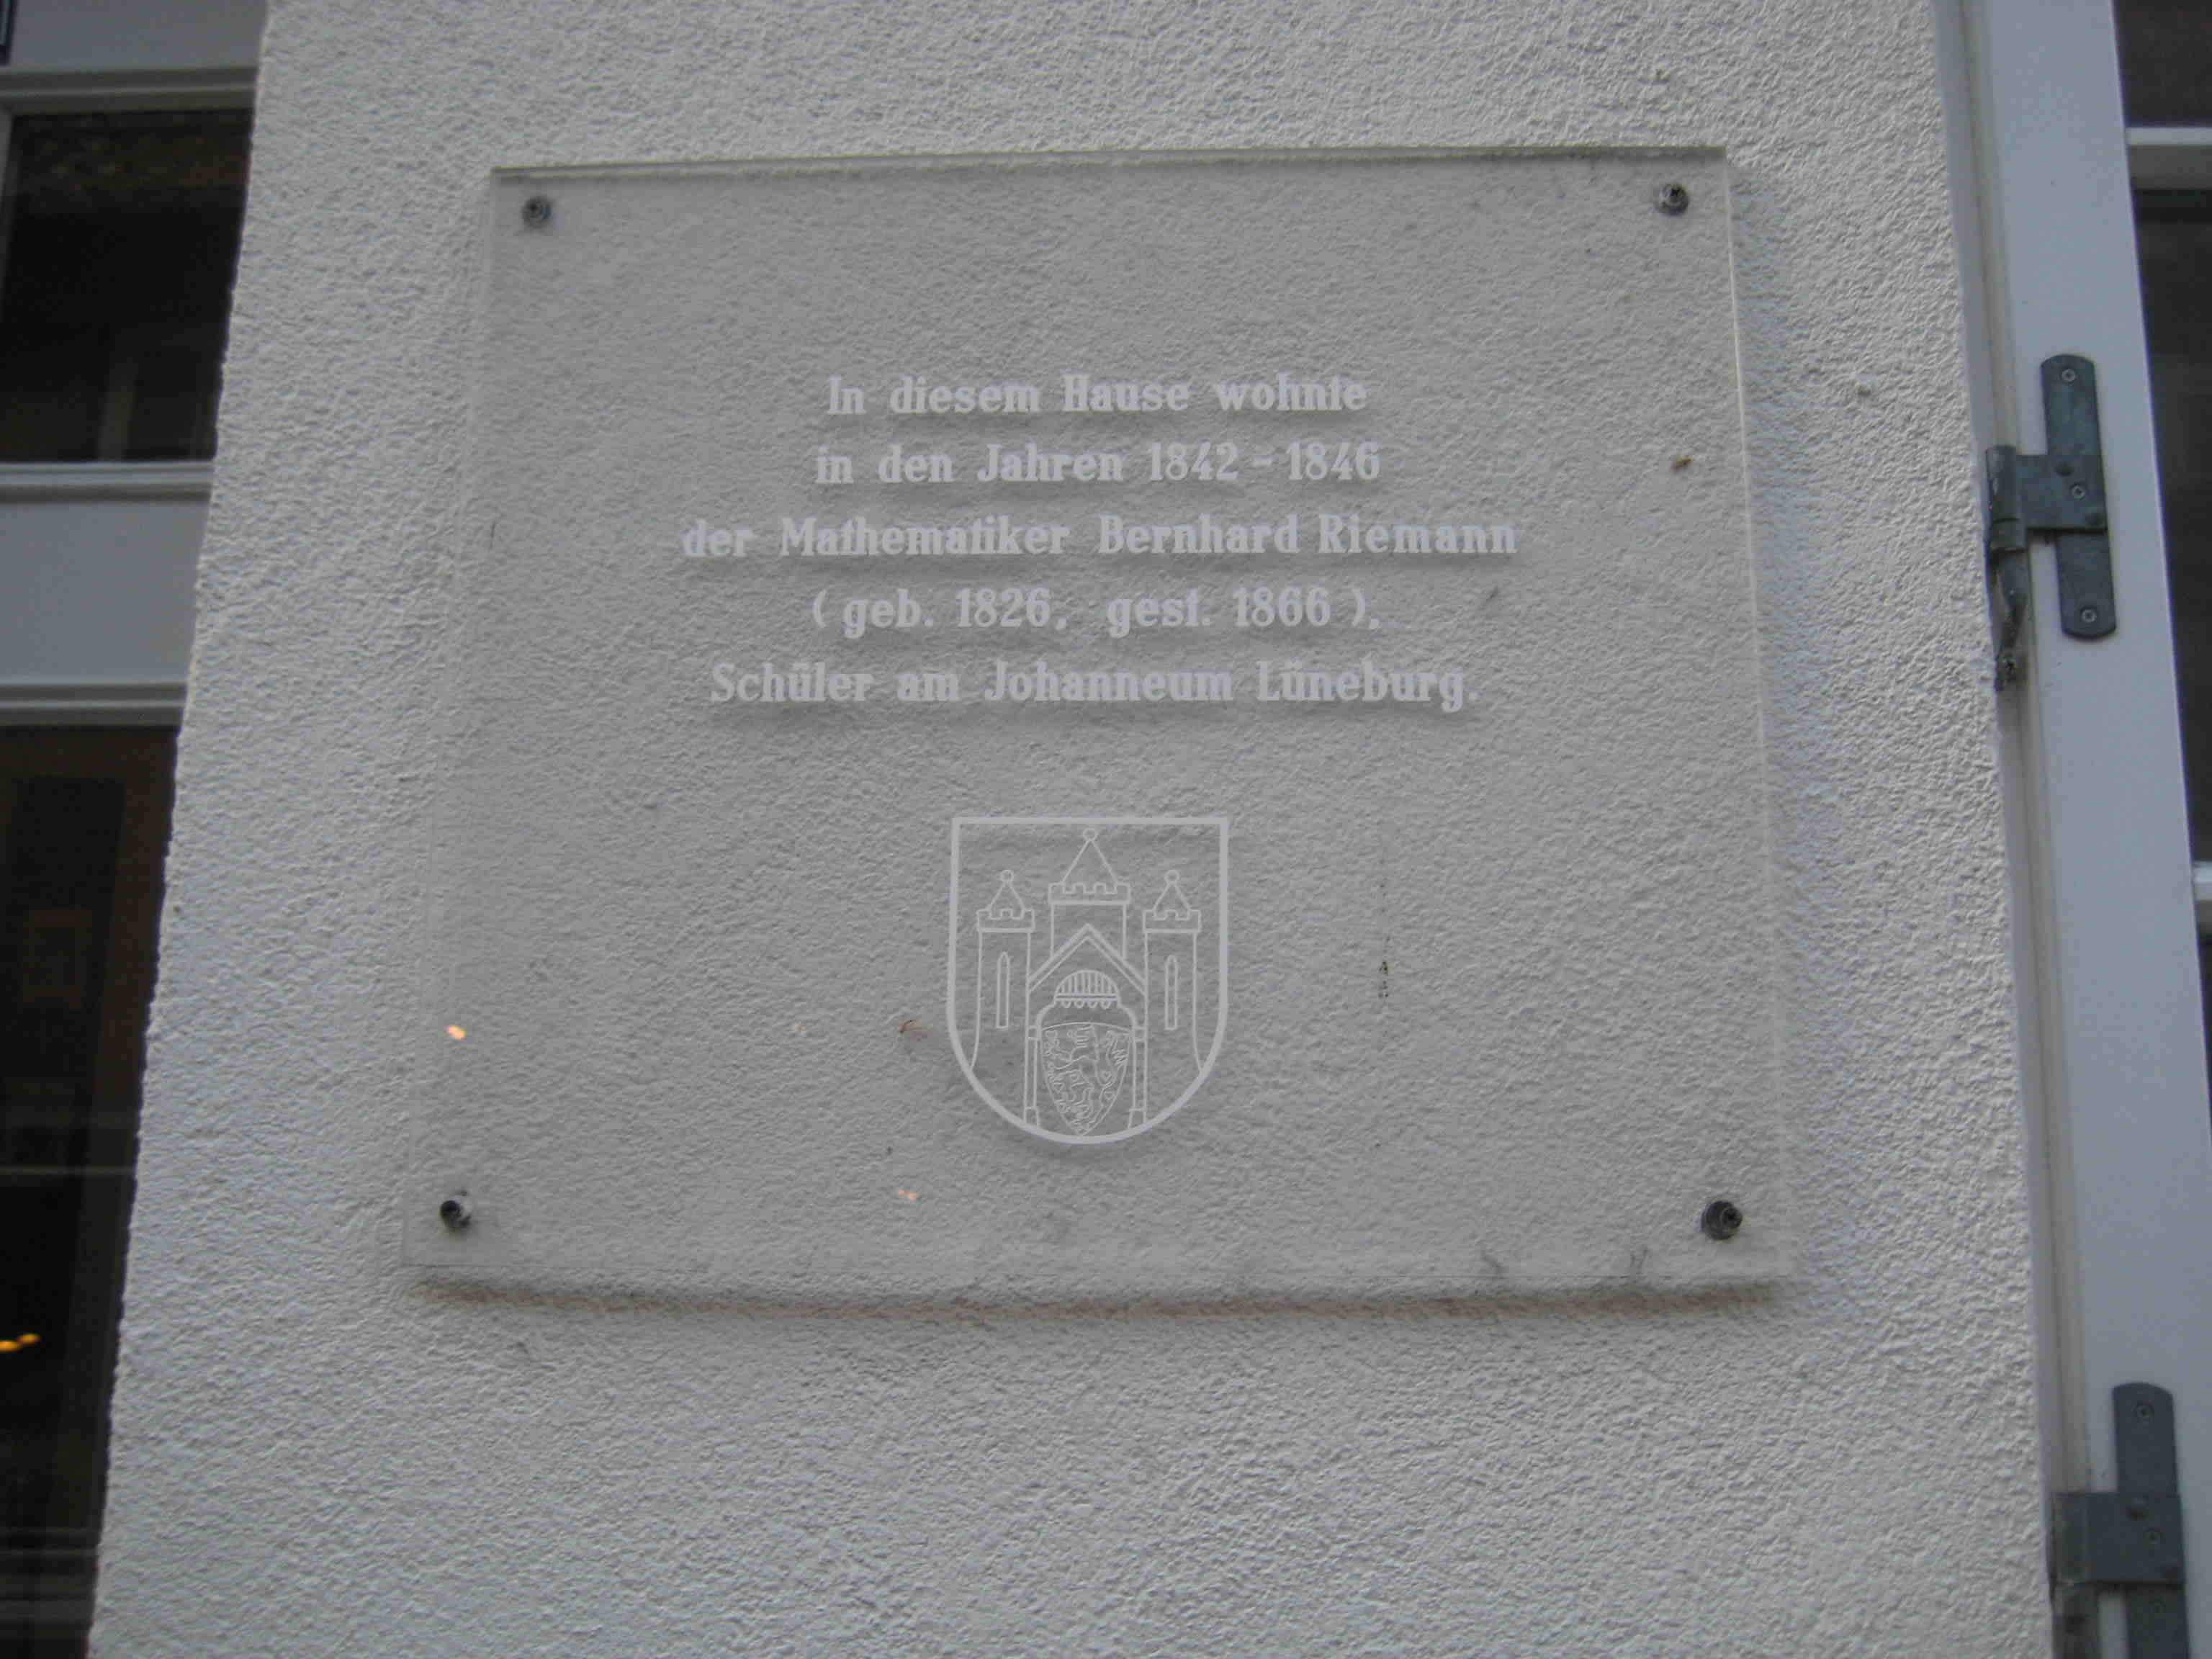 In diesem Hause wohnte
in den Jahren 1842-1846
der Mathematiker Bernhard Riemann
(geb. 1826, gest. 1866),
Schüler am Johanneum Lüneburg.